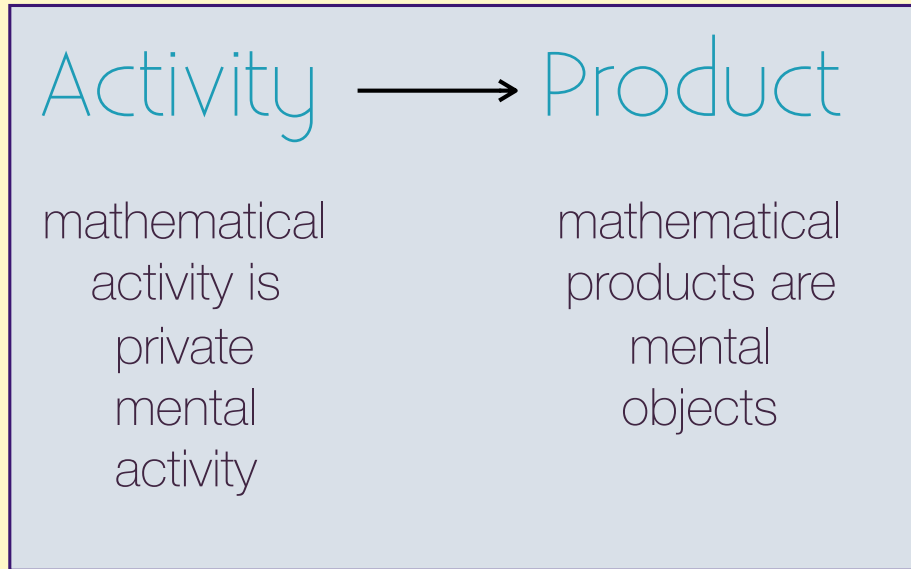 Activity → Product
mathematical
activity is
private
mental
activity
mathematical
products are
mental
objects